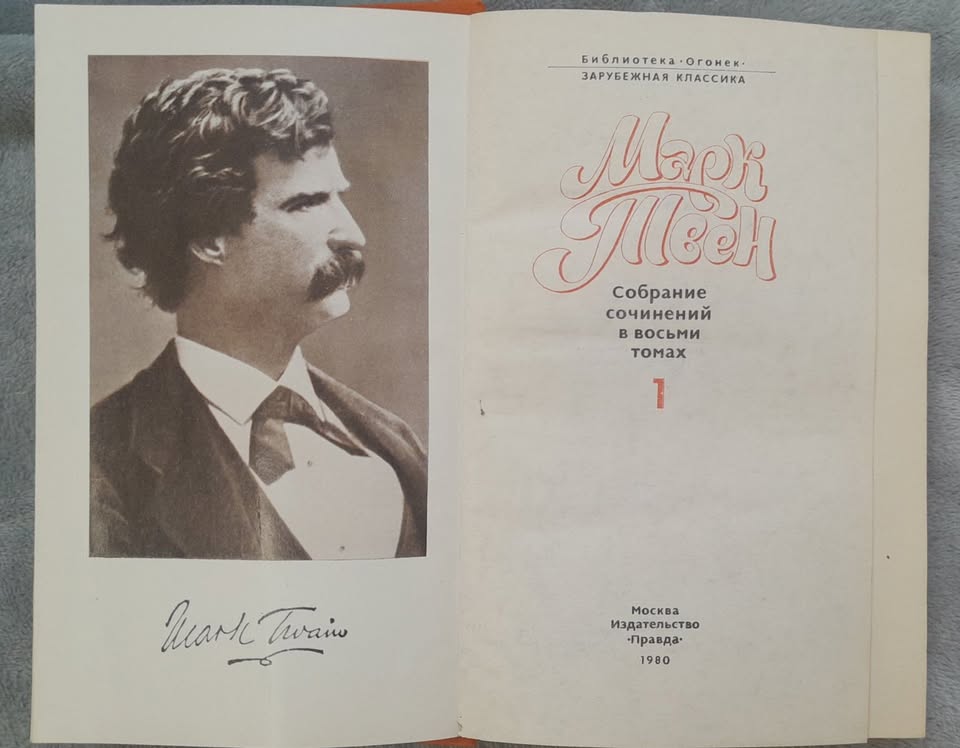 Mark Twain
Библиотека · Огонек ·
ЗАРУБЕЖНАЯ КЛАССИКА
Марк
Твен
Собрание
сочинений
в восьми
томах
1
Москва
Издательство
·Правда·
1980